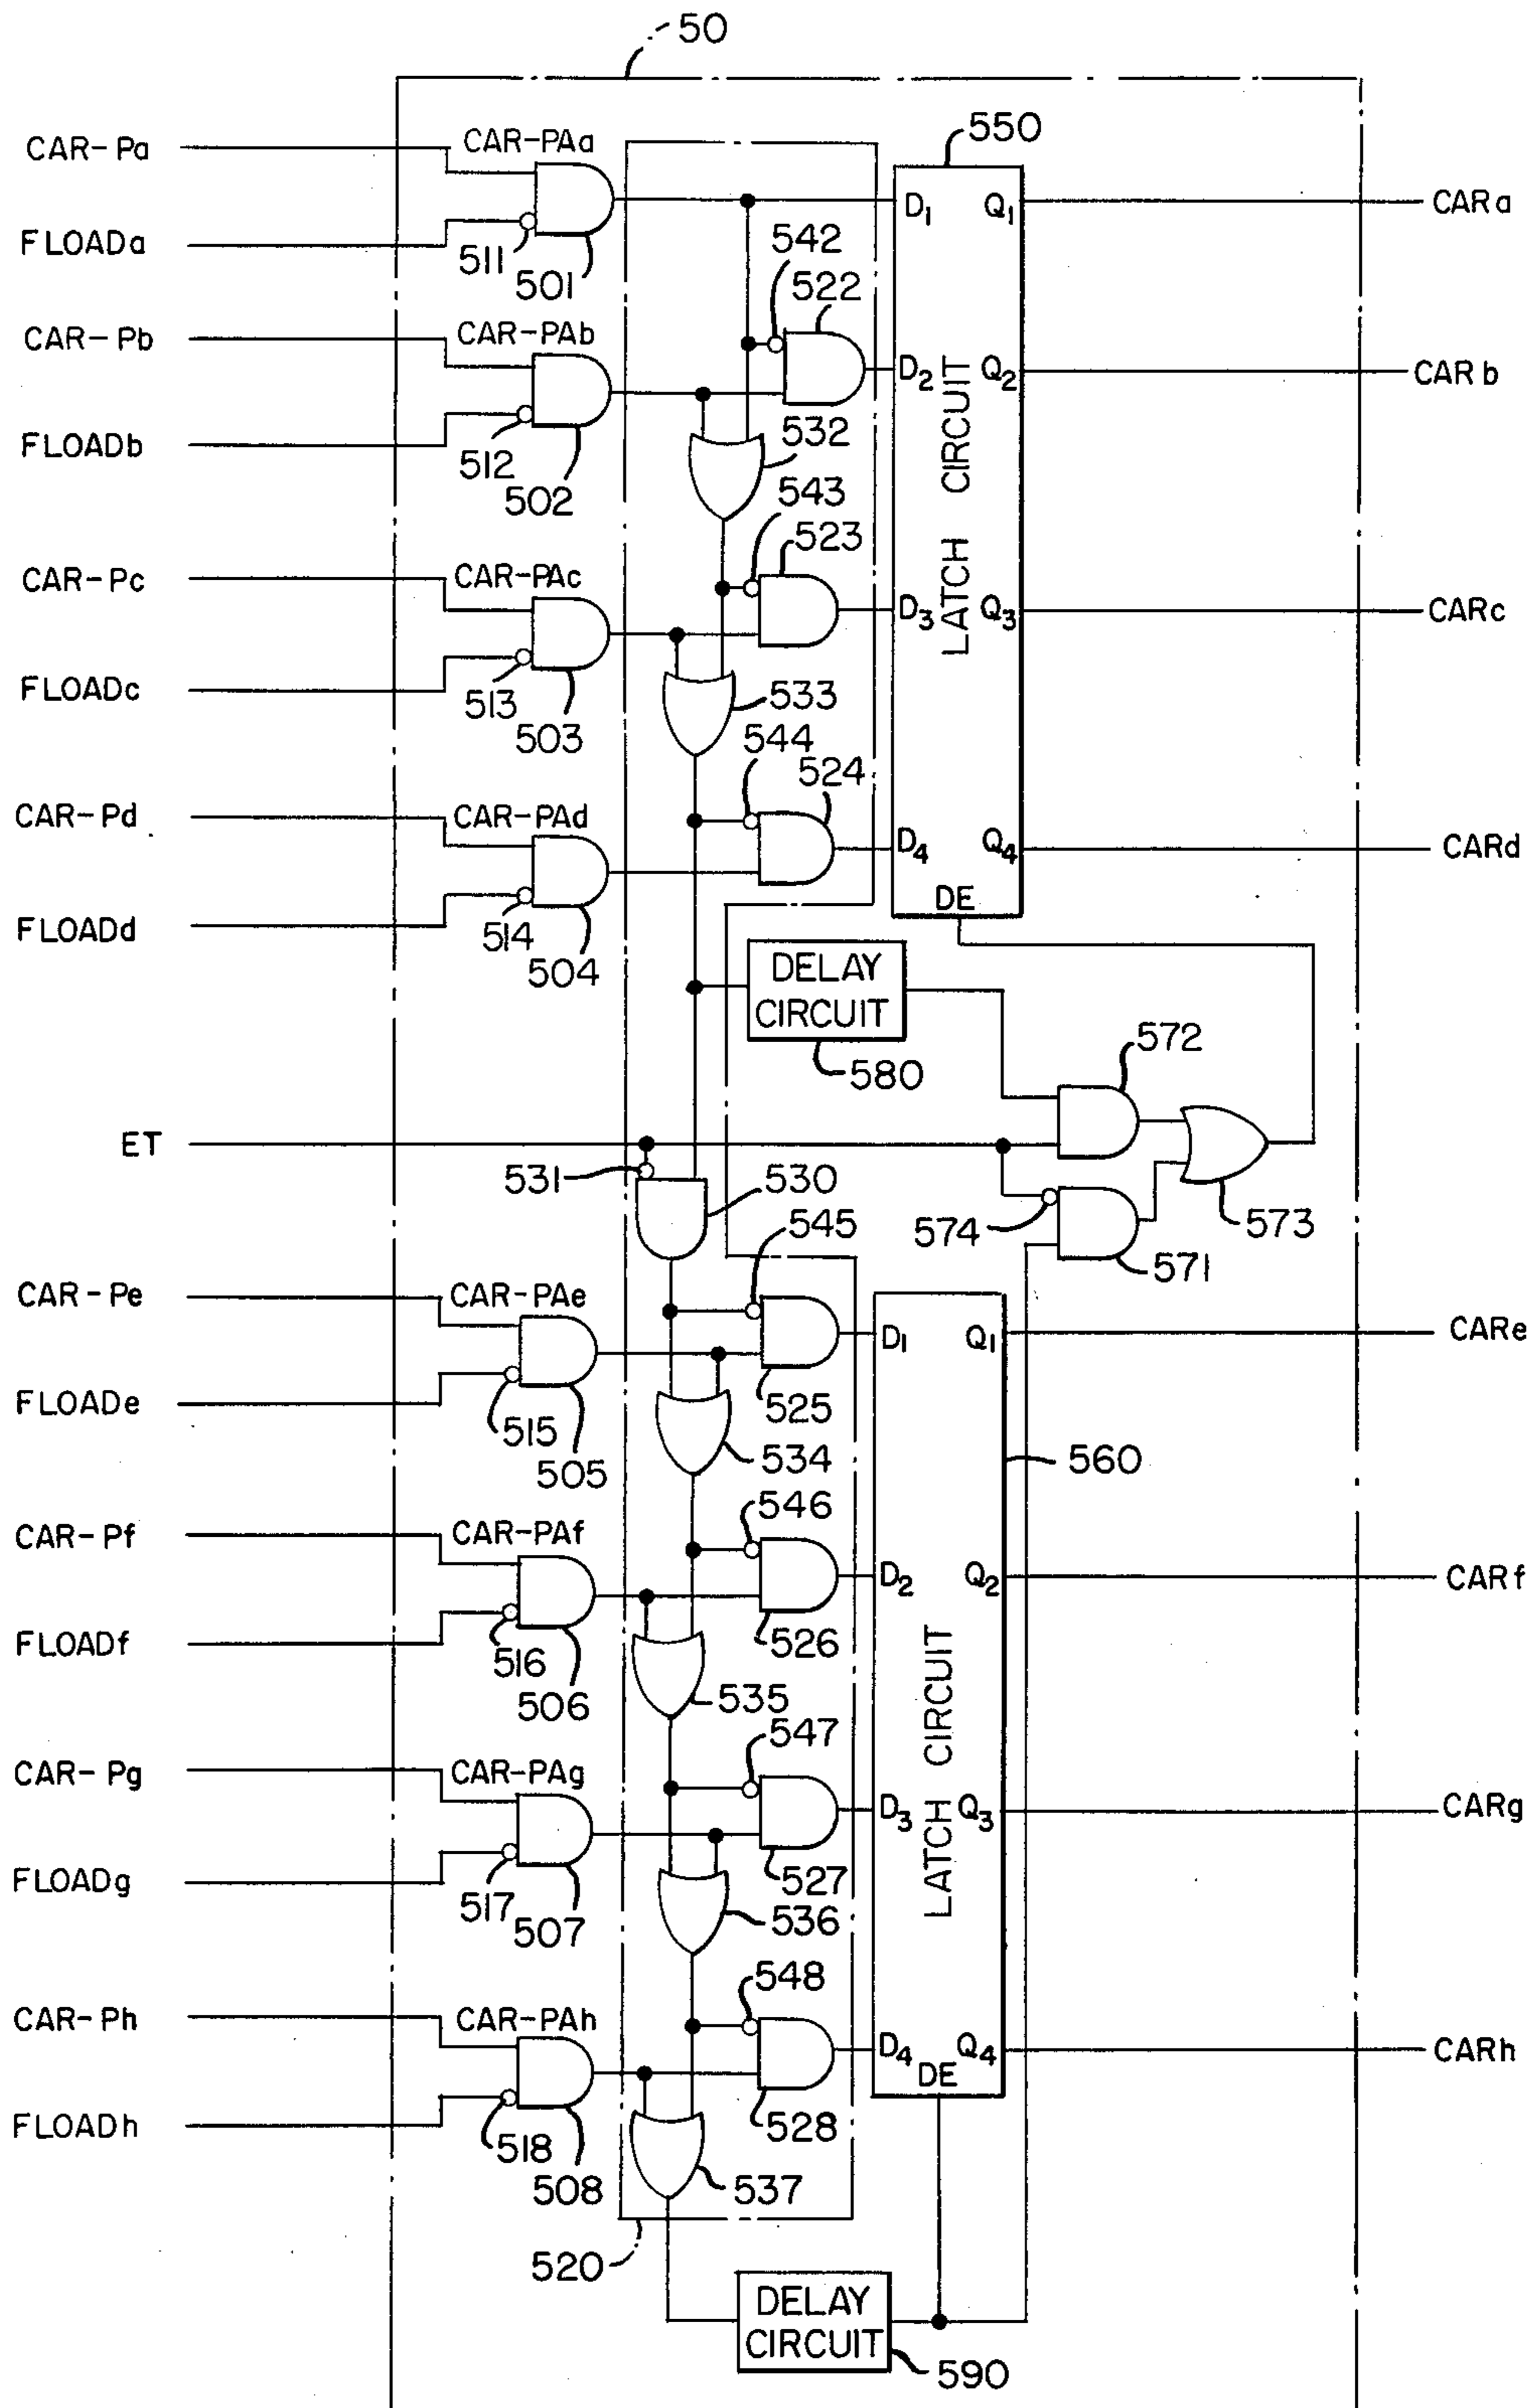 50
CAR-Pa
CAR-PAa
550
D1
Q1
CARa
FLOADa
511
501
542
522
CAR-Pb
CAR-PAb
D2
Q2
CARb
LATCH CIRCUIT
FLOADb
512
502
532
543
523
CAR-Pc
CAR-PAc
D3
Q3
CARc
FLOADc
513
503
533
544
524
CAR-Pd
CAR-PAd
D4
Q4
CARd
DE
FLOADd
514
504
DELAY
CIRCUIT
580
572
ET
531
530
545
574
573
571
CAR-Pe
CAR-PAe
D1
Q1
CARe
FLOADe
515
505
525
534
560
546
CAR-Pf
CAR-PAf
D2
Q2
CARf
FLOADf
516
506
526
535
LATCH CIRCUIT
547
CAR-Pg
CAR-PAg
D3
Q3
CARg
FLOADg
517
507
527
536
548
CAR-Ph
CAR-PAh
D4
Q4
CARh
DE
FLOADh
518
508
528
537
520
DELAY
CIRCUIT
590